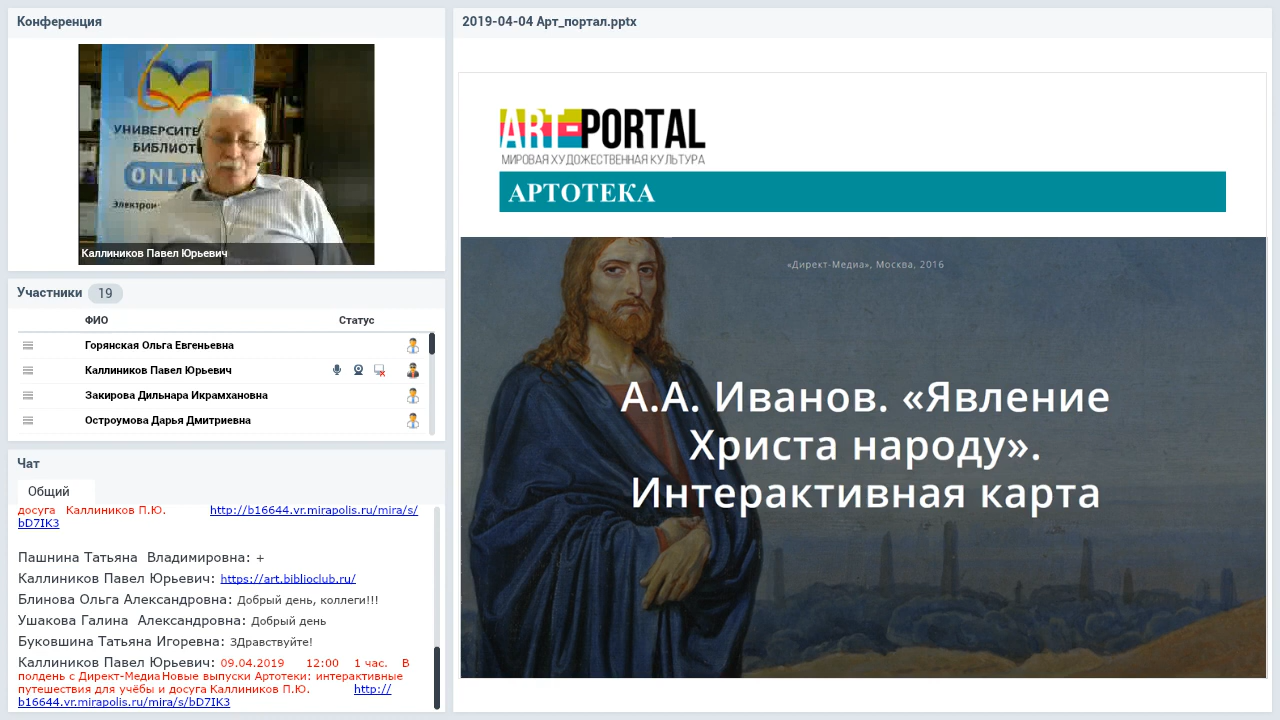 Конференция
УНИВЕРСИТЕ
БИБЛИОТ
ONLIN
Электрон
Каллиников Павел Юрьевич
Участники 19
ФИО Статус
Горянская Ольга Евгеньевна
Каллиников Павел Юрьевич
Закирова Дильнара Икрамхановна
Остроумова Дарья Дмитриевна
Чат
Общий
досуга Каллиников П.Ю. http://b16644.vr.mirapolis.ru/mira/s/
bD7IK3
Пашнина Татьяна Владимировна: +
Каллиников Павел Юрьевич: https://art.biblioclub.ru/
Блинова Ольга Александровна: Добрый день, коллеги!!!
Ушакова Галина Александровна: Добрый день
Буковшина Татьяна Игоревна: ЗДравствуйте!
Каллиников Павел Юрьевич: 09.04.2019 12:00 1 час. В
полдень с Директ-Медиа Новые выпуски Артотеки: интерактивные
путешествия для учёбы и досуга Каллиников П.Ю. http://
b16644.vr.mirapolis.ru/mira/s/bD7IK3
2019-04-04 Арт_портал.pptx
ART-PORTAL
МИРОВАЯ ХУДОЖЕСТВЕННАЯ КУЛЬТУРА
АРТОТЕКА
«Директ-Медиа», Москва, 2016
А.А. Иванов. «Явление
Христа народу».
Интерактивная карта